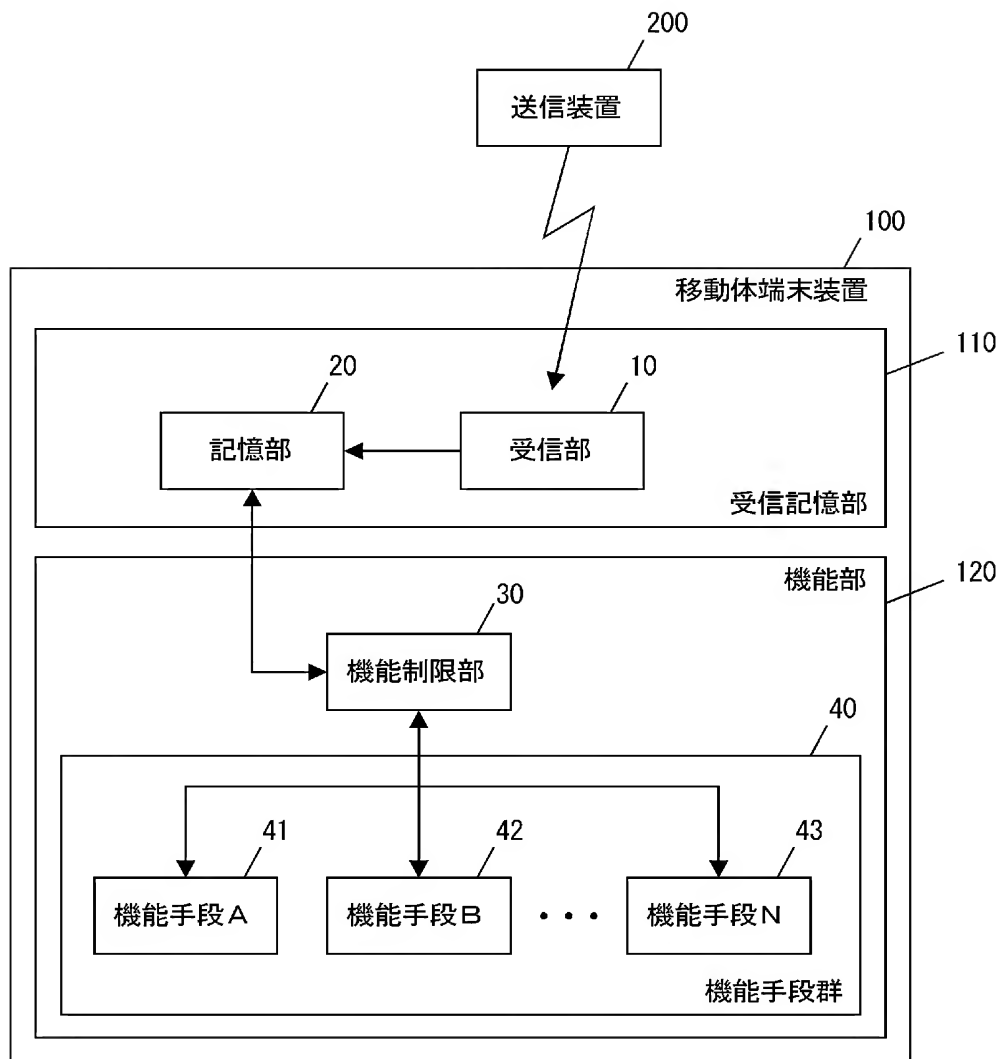 200
送信装置
100
移動体端末装置
110
20
10
記憶部
受信部
受信記憶部
120
機能部
30
機能制限部
40
41
42
43
機能手段A
機能手段B
・・・
機能手段N
機能手段群